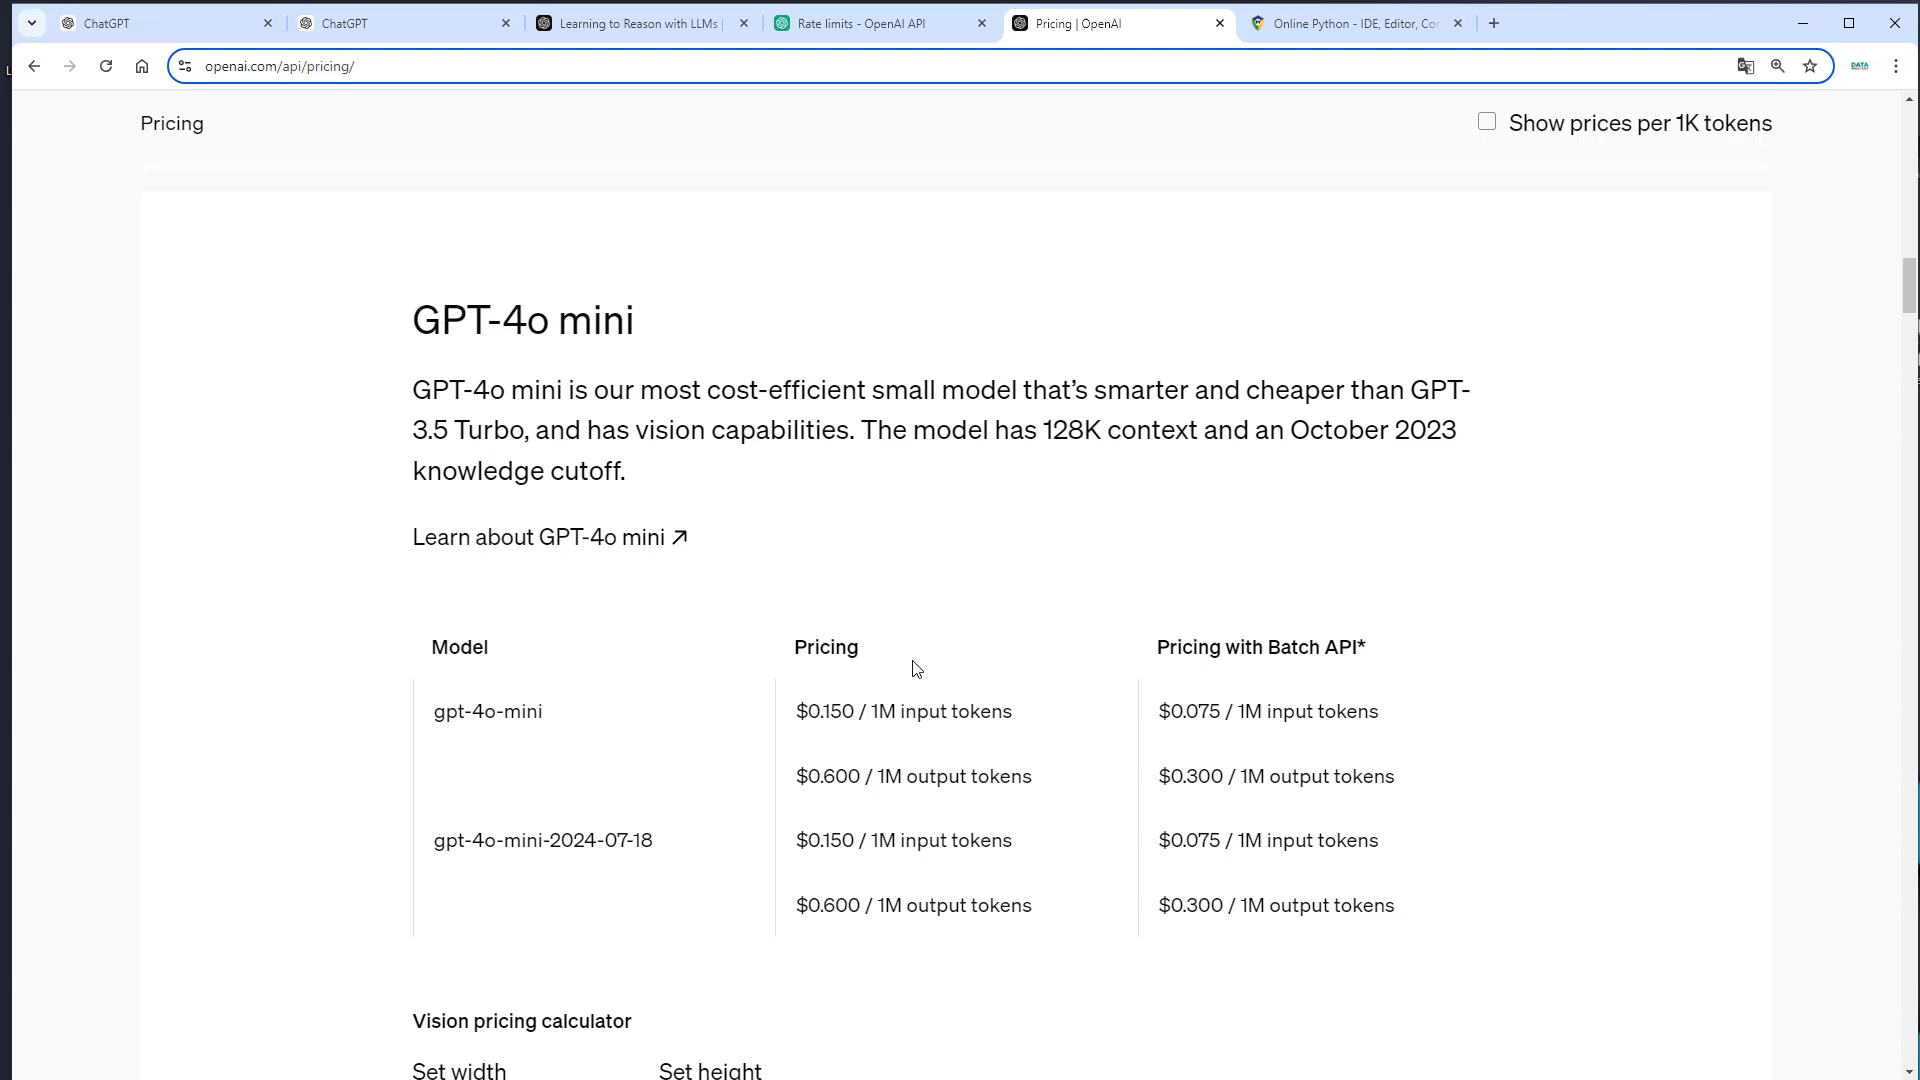 ChatGPT
ChatGPT
Learning to Reason with LLMs |
Rate limits - OpenAI API
Pricing | OpenAI
Online Python - IDE, Editor, Co
openai.com/api/pricing/
DATA
Pricing
Show prices per 1K tokens
GPT-4o mini
GPT-4o mini is our most cost-efficient small model that’s smarter and cheaper than GPT-
3.5 Turbo, and has vision capabilities. The model has 128K context and an October 2023
knowledge cutoff.
Learn about GPT-4o mini ↗
Model Pricing Pricing with Batch API*
gpt-4o-mini $0.150 / 1M input tokens $0.075 / 1M input tokens
$0.600 / 1M output tokens $0.300 / 1M output tokens
gpt-4o-mini-2024-07-18 $0.150 / 1M input tokens $0.075 / 1M input tokens
$0.600 / 1M output tokens $0.300 / 1M output tokens
Vision pricing calculator
Set width Set height